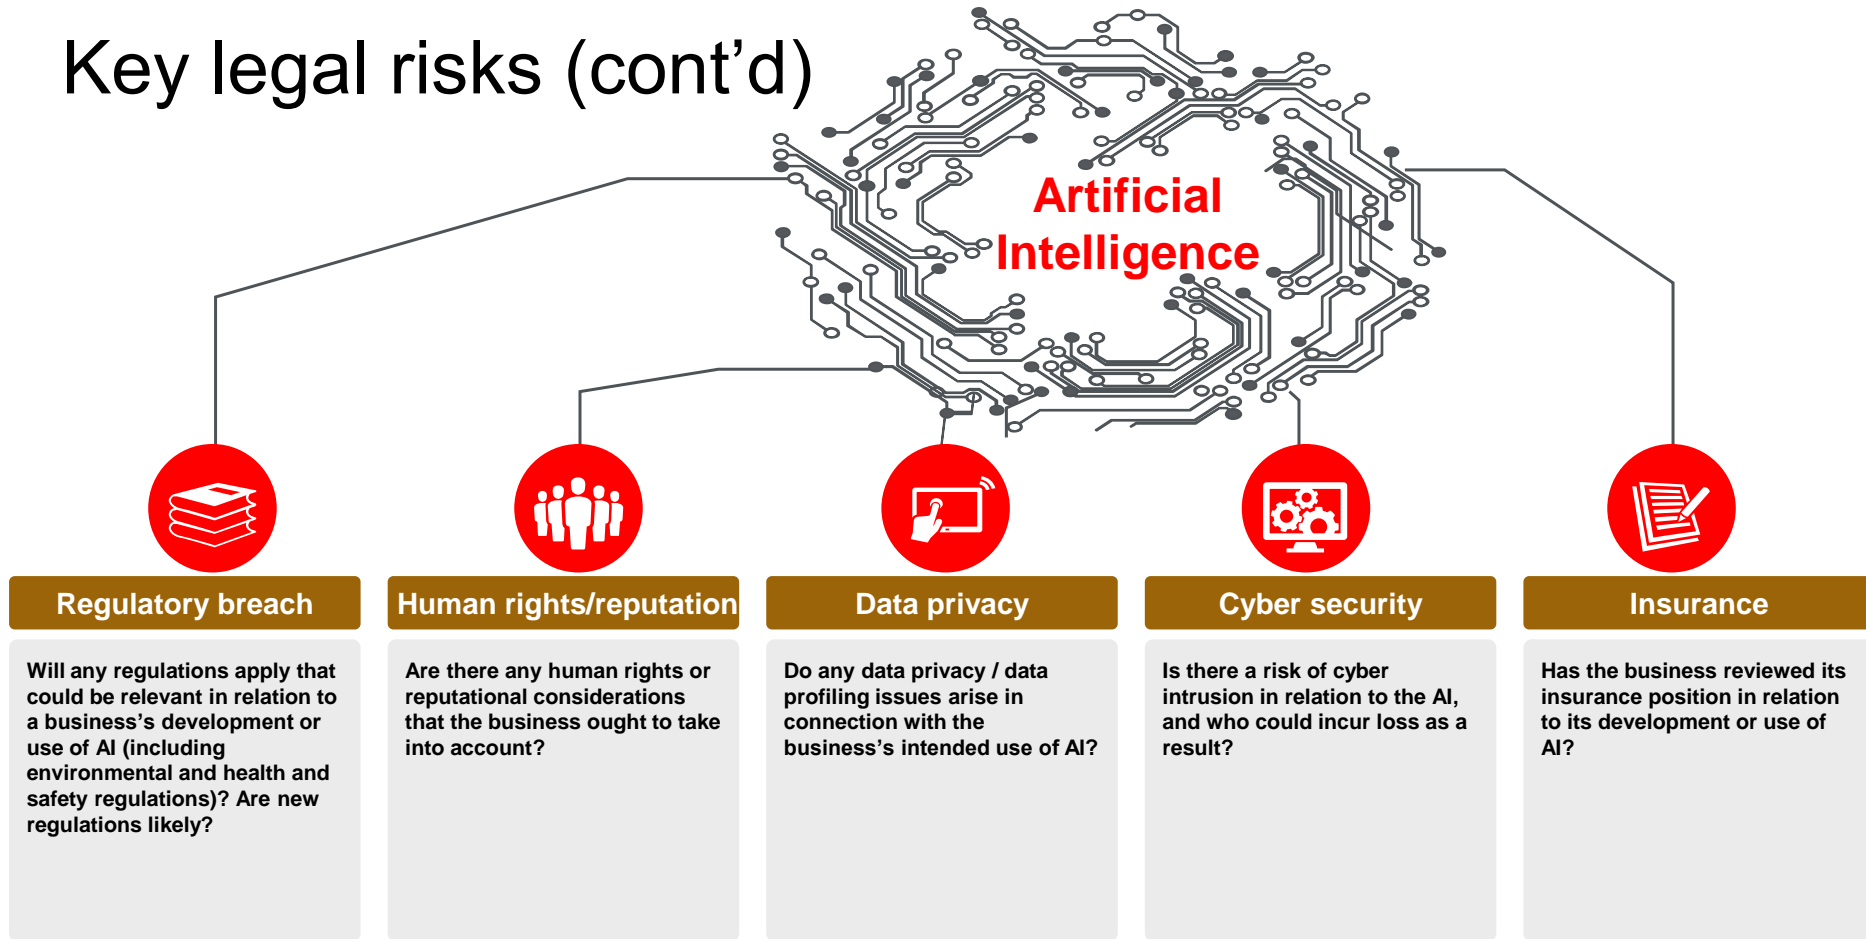 Key legal risks (cont’d)
Artificial
Intelligence
Regulatory breach
Will any regulations apply that
could be relevant in relation to
a business’s development or
use of AI (including
environmental and health and
safety regulations)? Are new
regulations likely?
Human rights/reputation
Are there any human rights or
reputational considerations
that the business ought to take
into account?
Data privacy
Do any data privacy / data
profiling issues arise in
connection with the
business’s intended use of AI?
Cyber security
Is there a risk of cyber
intrusion in relation to the AI,
and who could incur loss as a
result?
Insurance
Has the business reviewed its
insurance position in relation
to its development or use of
AI?